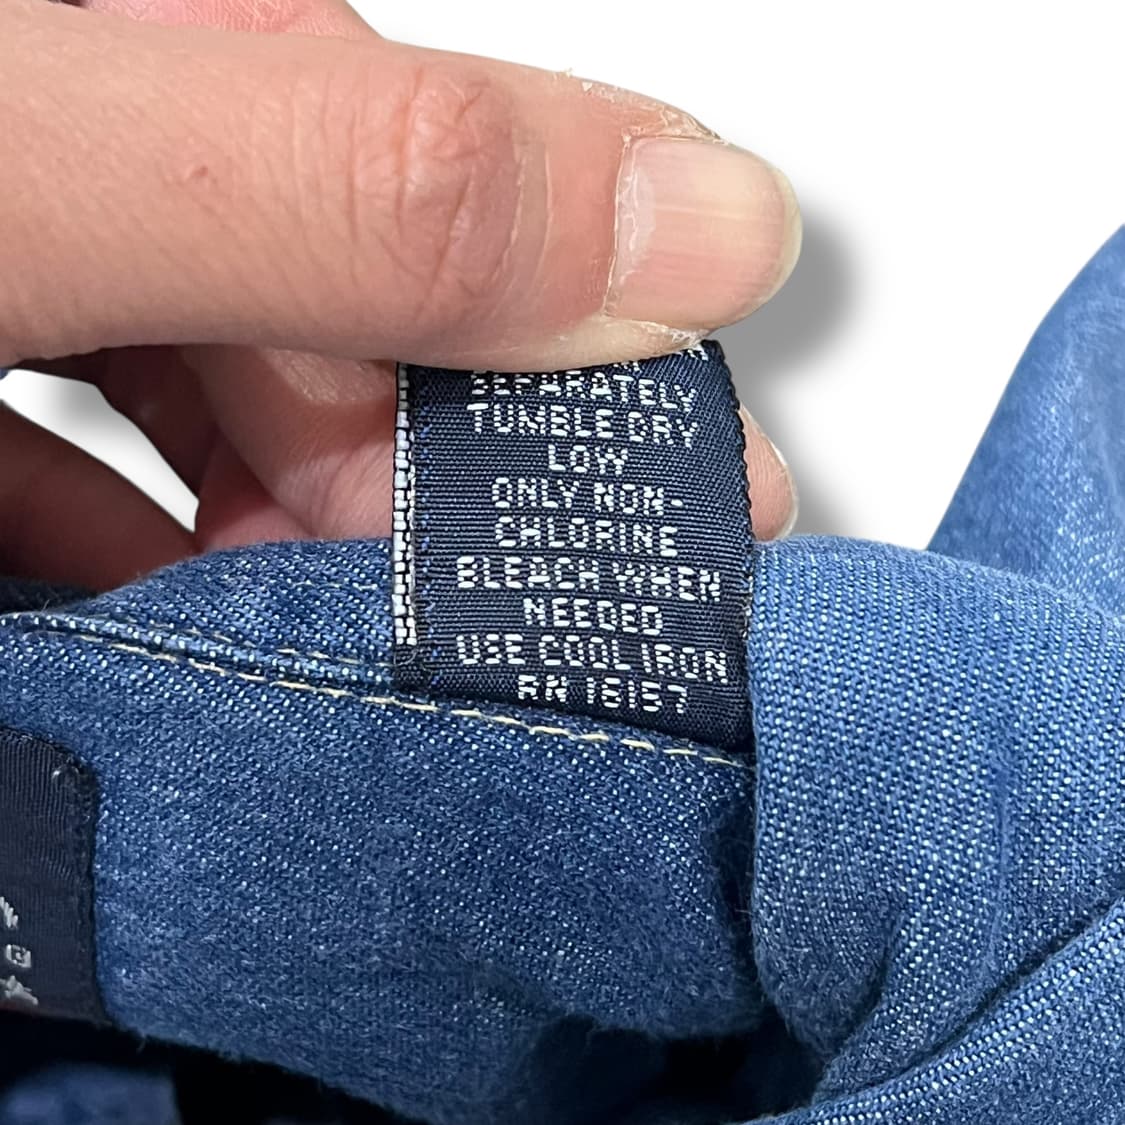 SEPARATELY
TUMBLE DRY
LOW
ONLY NON-
CHLORINE
BLEACH WHEN
NEEDED
USE COOL IRON
RN 16157